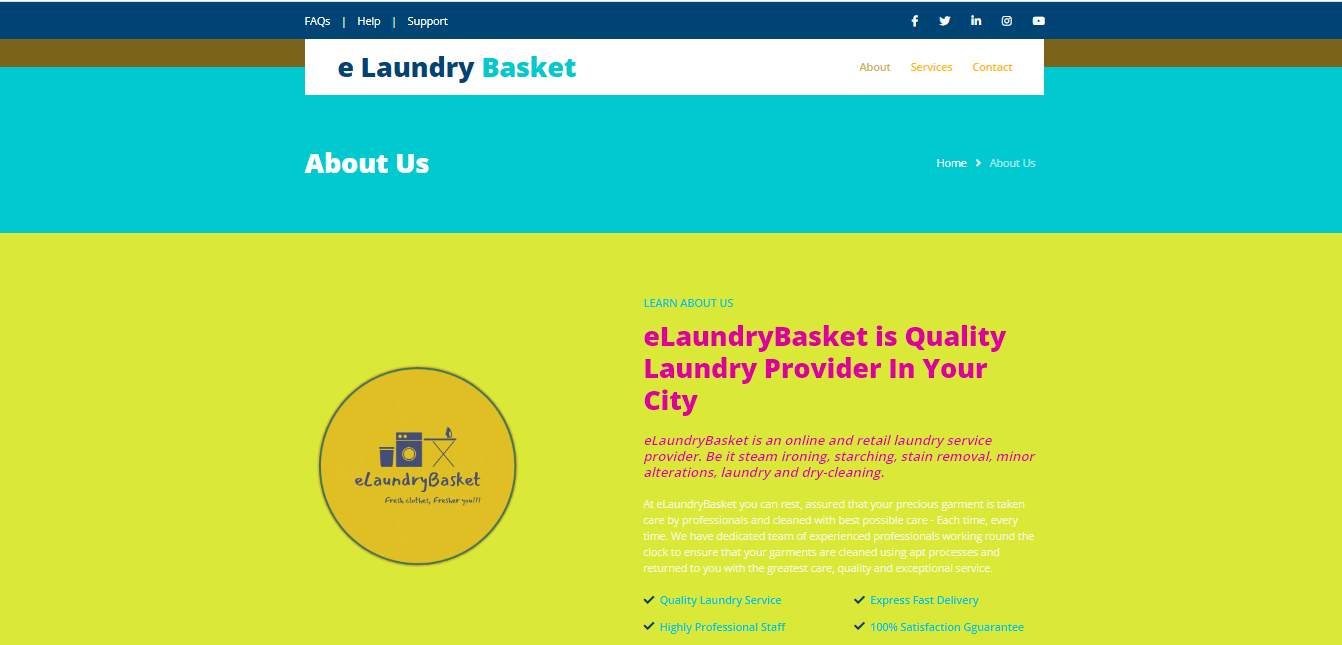 FAQs | Help | Support
e Laundry Basket
About Services Contact
About Us
Home > About Us
LEARN ABOUT US
eLaundryBasket is Quality
Laundry Provider In Your
City
eLaundryBasket is an online and retail laundry service
provider. Be it steam ironing, starching, stain removal, minor
alterations, laundry and dry-cleaning.
eLaundryBasket
Fresh clothes, Fresher you!!!
At eLaundryBasket you can rest, assured that your precious garment is taken
care by professionals and cleaned with best possible care - Each time, every
time. We have dedicated team of experienced professionals working round the
clock to ensure that your garments are cleaned using apt processes and
returned to you with the greatest care, quality and exceptional service.
Quality Laundry Service
Express Fast Delivery
Highly Professional Staff
100% Satisfaction Gguarantee